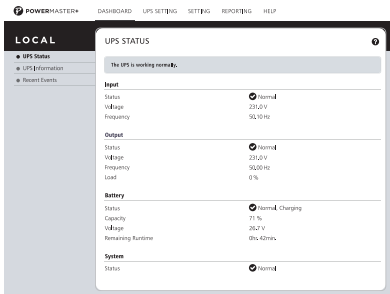 POWERMASTER+
DASHBOARD UPS SETTING SETTING REPORTING HELP
LOCAL
UPS Status
UPS Information
Recent Events
UPS STATUS
?
The UPS is working normally.
Input
Status Normal
Voltage 231.0 V
Frequency 50.10 Hz
Output
Status Normal
Voltage 231.0 V
Frequency 50.00 Hz
Load 0 %
Battery
Status Normal, Charging
Capacity 71 %
Voltage 26.7 V
Remaining Runtime 0hr. 42min.
System
Status Normal